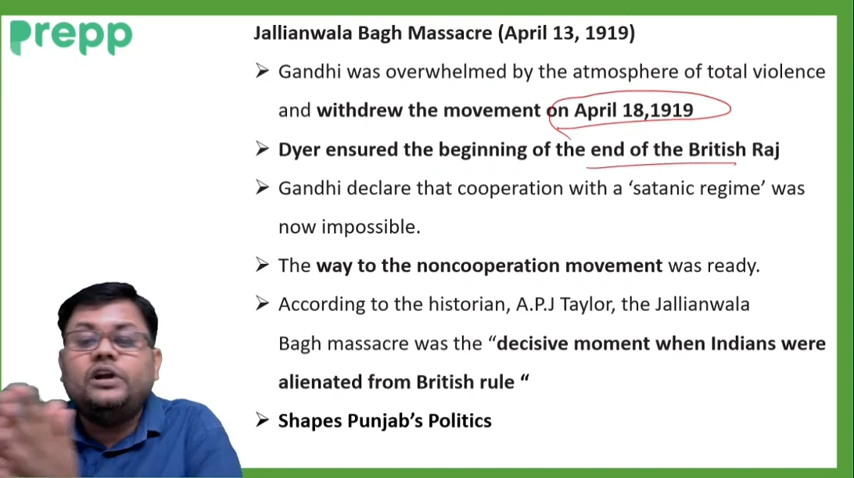 Prepp
Jallianwala Bagh Massacre (April 13, 1919)
➤ Gandhi was overwhelmed by the atmosphere of total violence
and withdrew the movement on April 18,1919
➤ Dyer ensured the beginning of the end of the British Raj
➤ Gandhi declare that cooperation with a ‘satanic regime’ was
now impossible.
➤ The way to the noncooperation movement was ready.
➤ According to the historian, A.P.J Taylor, the Jallianwala
Bagh massacre was the “decisive moment when Indians were
alienated from British rule “
➤ Shapes Punjab’s Politics